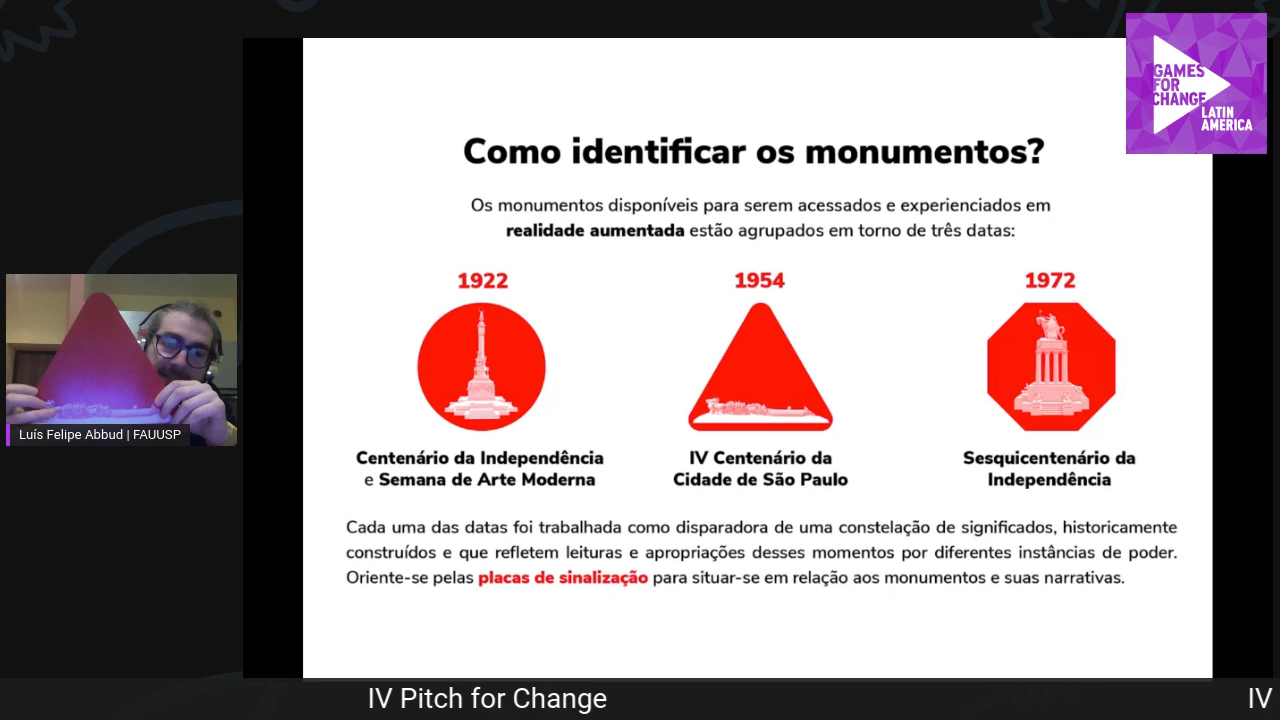 GAMES
FOR
CHANGE
LATIN
AMERICA
Como identificar os monumentos?
Os monumentos disponíveis para serem acessados e experienciados em
realidade aumentada estão agrupados em torno de três datas:
1922
1954
1972
Centenário da Independência
e Semana de Arte Moderna
IV Centenário da
Cidade de São Paulo
Sesquicentenário da
Independência
Cada uma das datas foi trabalhada como disparadora de uma constelação de significados, historicamente
construídos e que refletem leituras e apropriações desses momentos por diferentes instâncias de poder.
Oriente-se pelas placas de sinalização para situar-se em relação aos monumentos e suas narrativas.
Luís Felipe Abbud | FAUUSP
IV Pitch for Change
IV